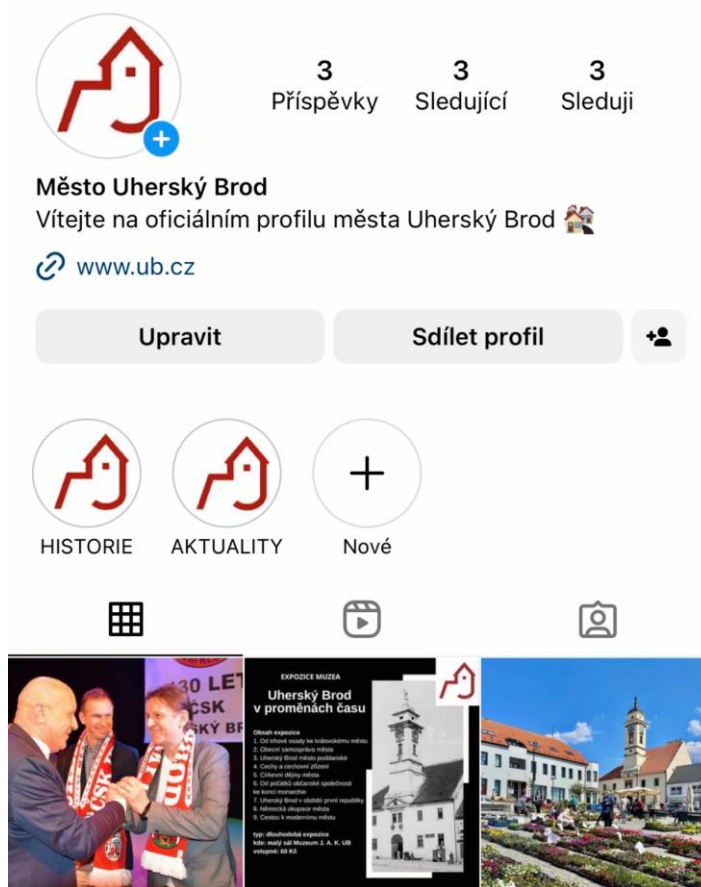 3
3
3
Příspěvky
Sledující
Sleduji
Město Uherský Brod
Vítejte na oficiálním profilu města Uherský Brod
www.ub.cz
Upravit
Sdílet profil
HISTORIE
AKTUALITY
Nové
30 LET
ČSK
SKÝ BR
EXPOZICE MUZEA
Uherský Brod
v proměnách času
Obsah expozice
1. Od trhové osady ke královskému městu
2. Obecní samospráva města
3. Uherský Brod město poddanské
4. Cechy a cechovní zřízení
5. Církevní dějiny města
6. Od počátků občanské společnosti
ke konci monarchie
7. Uherský Brod v období první republiky
8. Německá okupace města
9. Cestou k modernímu městu
typ: dlouhodobá expozice
kde: malý sál Muzeum J. A. K. UB
vstupné: 60 Kč